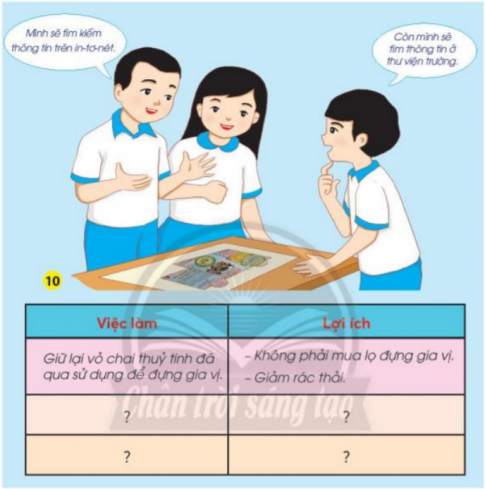 Mình sẽ tìm kiếm
thông tin trên in-tơ-nét.
Còn mình sẽ
tìm thông tin ở
thư viện trường.
10
Việc làm
Lợi ích
Giữ lại vỏ chai thuỷ tinh đã
qua sử dụng để đựng gia vị.
– Không phải mua lọ đựng gia vị.
– Giảm rác thải.
?
?
?
?
Chân trời sáng tạo